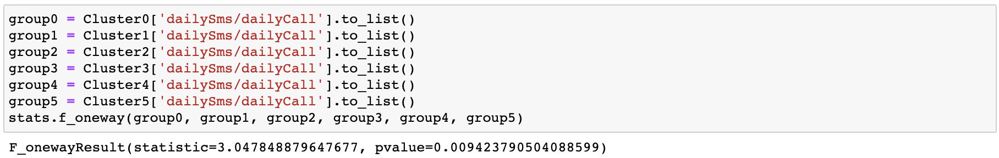 group0 = Cluster0['dailySms/dailyCall'].to_list()
group1 = Cluster1['dailySms/dailyCall'].to_list()
group2 = Cluster2['dailySms/dailyCall'].to_list()
group3 = Cluster3['dailySms/dailyCall'].to_list()
group4 = Cluster4['dailySms/dailyCall'].to_list()
group5 = Cluster5['dailySms/dailyCall'].to_list()
stats.f_oneway(group0, group1, group2, group3, group4, group5)
F_onewayResult(statistic=3.047848879647677, pvalue=0.009423790504088599)